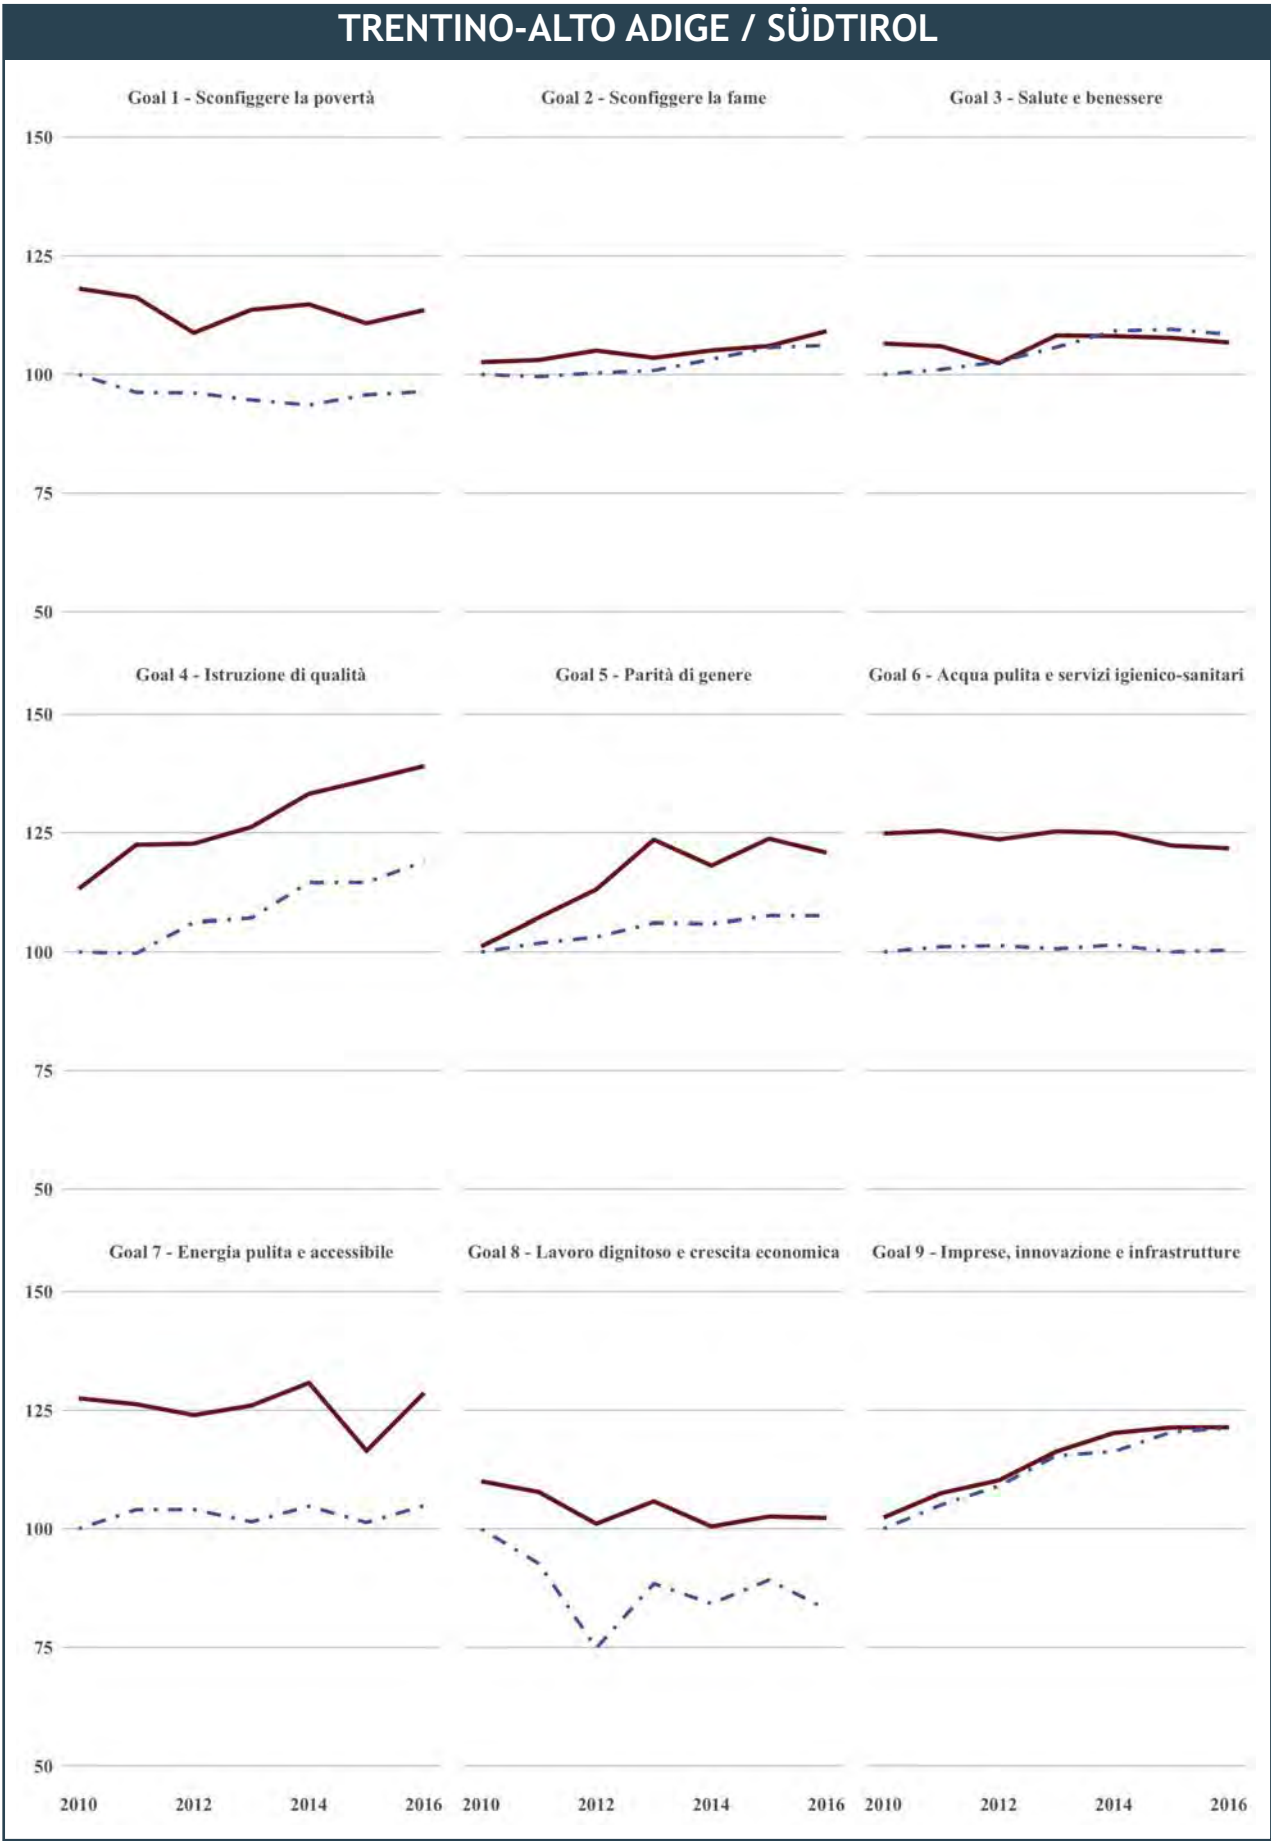 TRENTINO-ALTO ADIGE / SÜDTIROL
Goal 1 - Sconfiggere la povertà
Goal 2 - Sconfiggere la fame
Goal 3 - Salute e benessere
150
125
100
75
50
Goal 4 - Istruzione di qualità
Goal 5 - Parità di genere
Goal 6 - Acqua pulita e servizi igienico-sanitari
150
125
100
75
50
Goal 7 - Energia pulita e accessibile
Goal 8 - Lavoro dignitoso e crescita economica
Goal 9 - Imprese, innovazione e infrastrutture
150
125
100
75
50
2010 2012 2014 2016
2010 2012 2014 2016
2010 2012 2014 2016